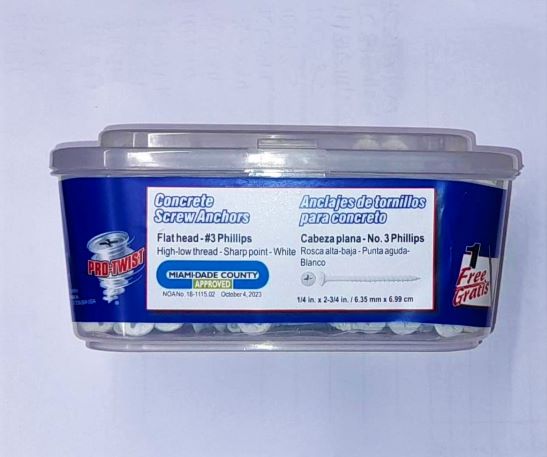 Concrete
Screw Anchors
Flat head - #3 Phillips
High-low thread - Sharp point - White
MIAMI-DADE COUNTY
APPROVED
NOA No. 18-1115.02 October 4, 2023
Anclajes de tornillos
para concreto
Cabeza plana - No. 3 Phillips
Rosca alta-baja - Punta aguda-
Blanco
1/4 in. x 2-3/4 in. / 6.35 mm x 6.99 cm
PRO-TWIST
1
Free
Gratis